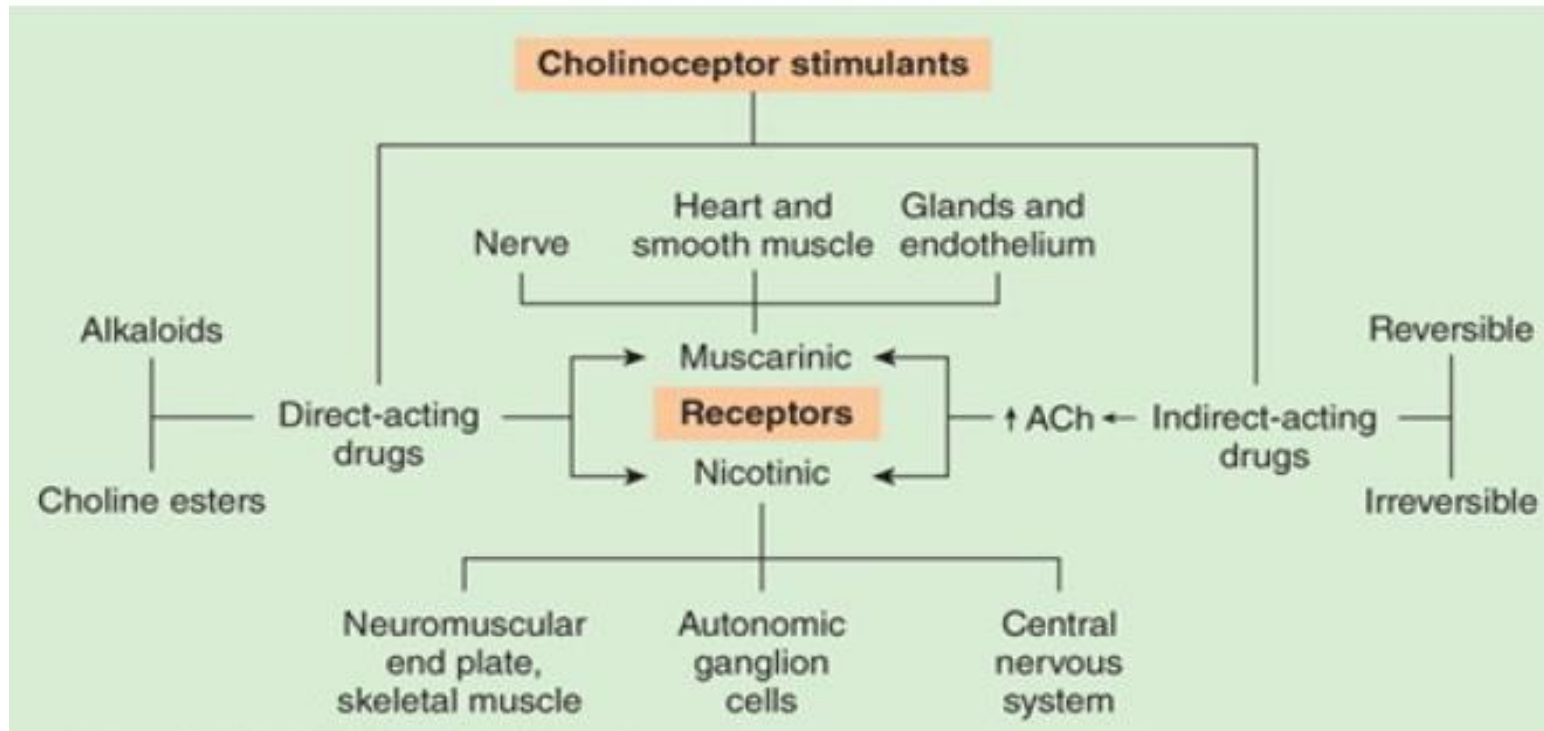 Cholinoceptor stimulants
Nerve
Heart and
smooth muscle
Glands and
endothelium
Alkaloids
Reversible
Muscarinic
Direct-acting
drugs
Receptors
↑ ACh
Indirect-acting
drugs
Nicotinic
Choline esters
Irreversible
Neuromuscular
end plate,
skeletal muscle
Autonomic
ganglion
cells
Central
nervous
system